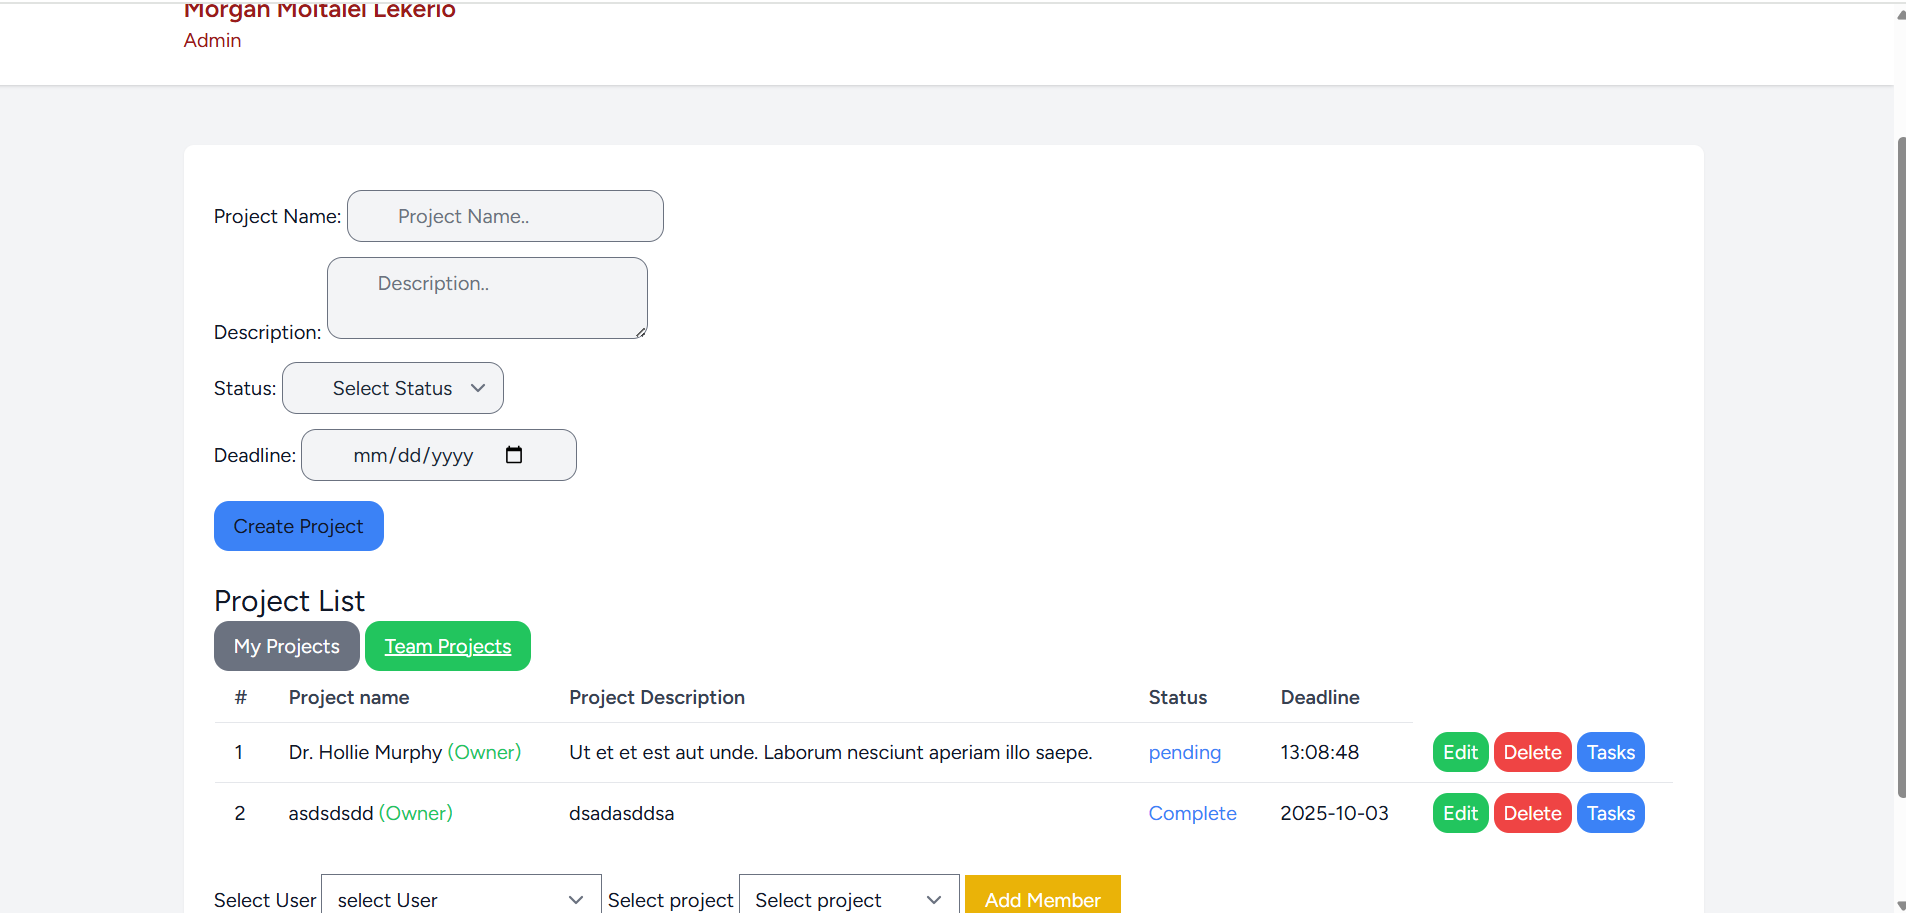 Morgan Moitalel Lekerio
Admin
Project Name: Project Name..
Description..
Description:
Status: Select Status
Deadline: mm/dd/yyyy
Create Project
Project List
My Projects Team Projects
# Project name Project Description Status Deadline
1 Dr. Hollie Murphy (Owner) Ut et et est aut unde. Laborum nesciunt aperiam illo saepe. pending 13:08:48 Edit Delete Tasks
2 asdsdsdd (Owner) dsadasddsa Complete 2025-10-03 Edit Delete Tasks
Select User select User Select project Select project Add Member